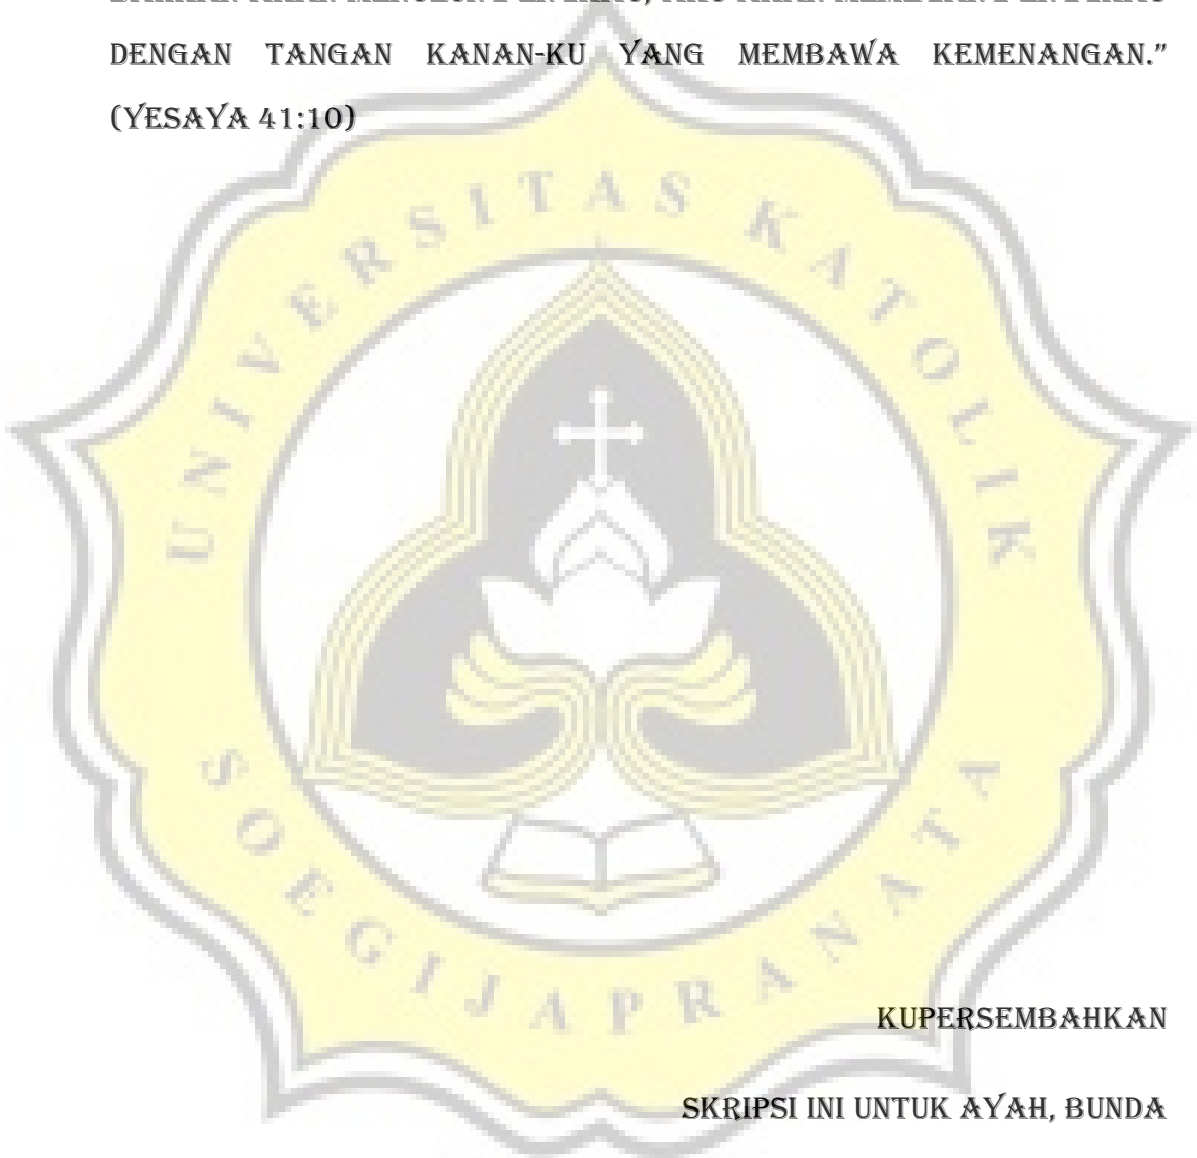 DENGAN TANGAN KANAN-KU YANG MEMBAWA KEMENANGAN.”
(YESAYA 41:10)
UNIVERSITAS KATOLIK
SOEGIJAPRANATA
KUPERSEMBAHKAN
SKRIPSI INI UNTUK AYAH, BUNDA